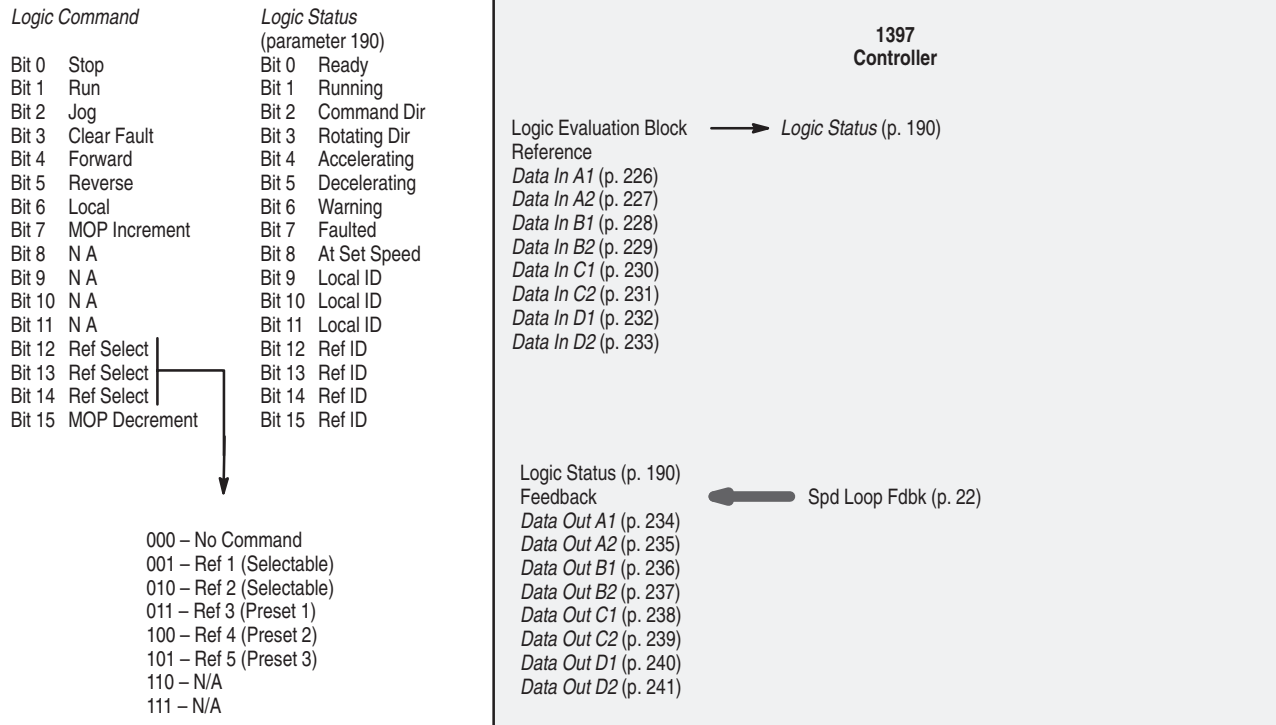 Logic Command
Bit 0 Stop
Bit 1 Run
Bit 2 Jog
Bit 3 Clear Fault
Bit 4 Forward
Bit 5 Reverse
Bit 6 Local
Bit 7 MOP Increment
Bit 8 N A
Bit 9 N A
Bit 10 N A
Bit 11 N A
Bit 12 Ref Select
Bit 13 Ref Select
Bit 14 Ref Select
Bit 15 MOP Decrement
Logic Status
(parameter 190)
Bit 0 Ready
Bit 1 Running
Bit 2 Command Dir
Bit 3 Rotating Dir
Bit 4 Accelerating
Bit 5 Decelerating
Bit 6 Warning
Bit 7 Faulted
Bit 8 At Set Speed
Bit 9 Local ID
Bit 10 Local ID
Bit 11 Local ID
Bit 12 Ref ID
Bit 13 Ref ID
Bit 14 Ref ID
Bit 15 Ref ID
000 – No Command
001 – Ref 1 (Selectable)
010 – Ref 2 (Selectable)
011 – Ref 3 (Preset 1)
100 – Ref 4 (Preset 2)
101 – Ref 5 (Preset 3)
110 – N/A
111 – N/A
1397
Controller
Logic Evaluation Block Logic Status (p. 190)
Reference
Data In A1 (p. 226)
Data In A2 (p. 227)
Data In B1 (p. 228)
Data In B2 (p. 229)
Data In C1 (p. 230)
Data In C2 (p. 231)
Data In D1 (p. 232)
Data In D2 (p. 233)
Logic Status (p. 190)
Feedback Spd Loop Fdbk (p. 22)
Data Out A1 (p. 234)
Data Out A2 (p. 235)
Data Out B1 (p. 236)
Data Out B2 (p. 237)
Data Out C1 (p. 238)
Data Out C2 (p. 239)
Data Out D1 (p. 240)
Data Out D2 (p. 241)